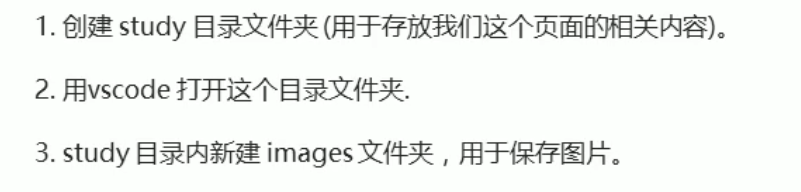 1. 创建 study 目录文件夹 (用于存放我们这个页面的相关内容)。
2. 用vscode 打开这个目录文件夹.
3. study 目录内新建 images 文件夹，用于保存图片。